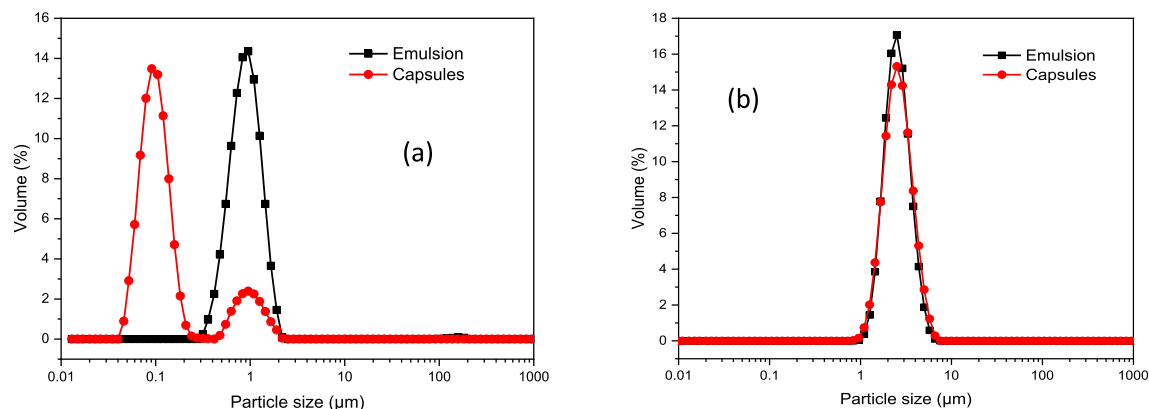 16
14
12
10
8
6
4
2
0
Volume (%)
Emulsion
Capsules
(a)
0.01 0.1 1 10 100 1000
Particle size (μm)
18
16
14
12
10
8
6
4
2
0
Volume (%)
Emulsion
Capsules
(b)
0.01 0.1 1 10 100 1000
Particle size (μm)